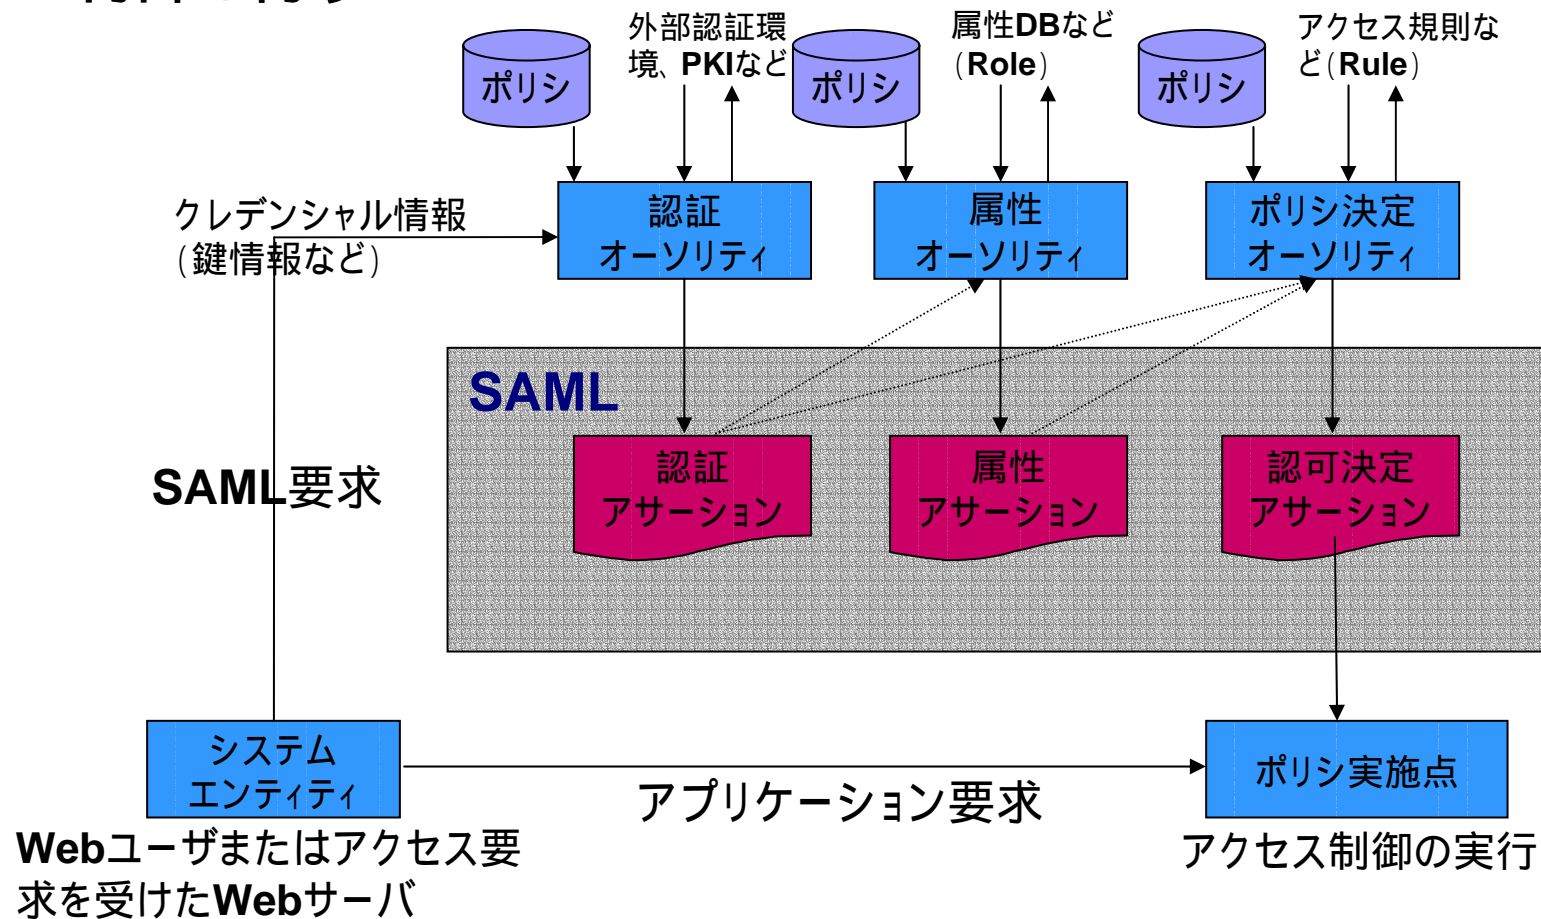 外部認証環
境、PKIなど
属性DBなど
(Role)
アクセス規則な
ど(Rule)
ポリシ
ポリシ
ポリシ
クレデンシャル情報
(鍵情報など)
認証
オーソリティ
属性
オーソリティ
ポリシ決定
オーソリティ
SAML
SAML要求
認証
アサーション
属性
アサーション
認可決定
アサーション
システム
エンティティ
アプリケーション要求
ポリシ実施点
Webユーザまたはアクセス要
求を受けたWebサーバ
アクセス制御の実行